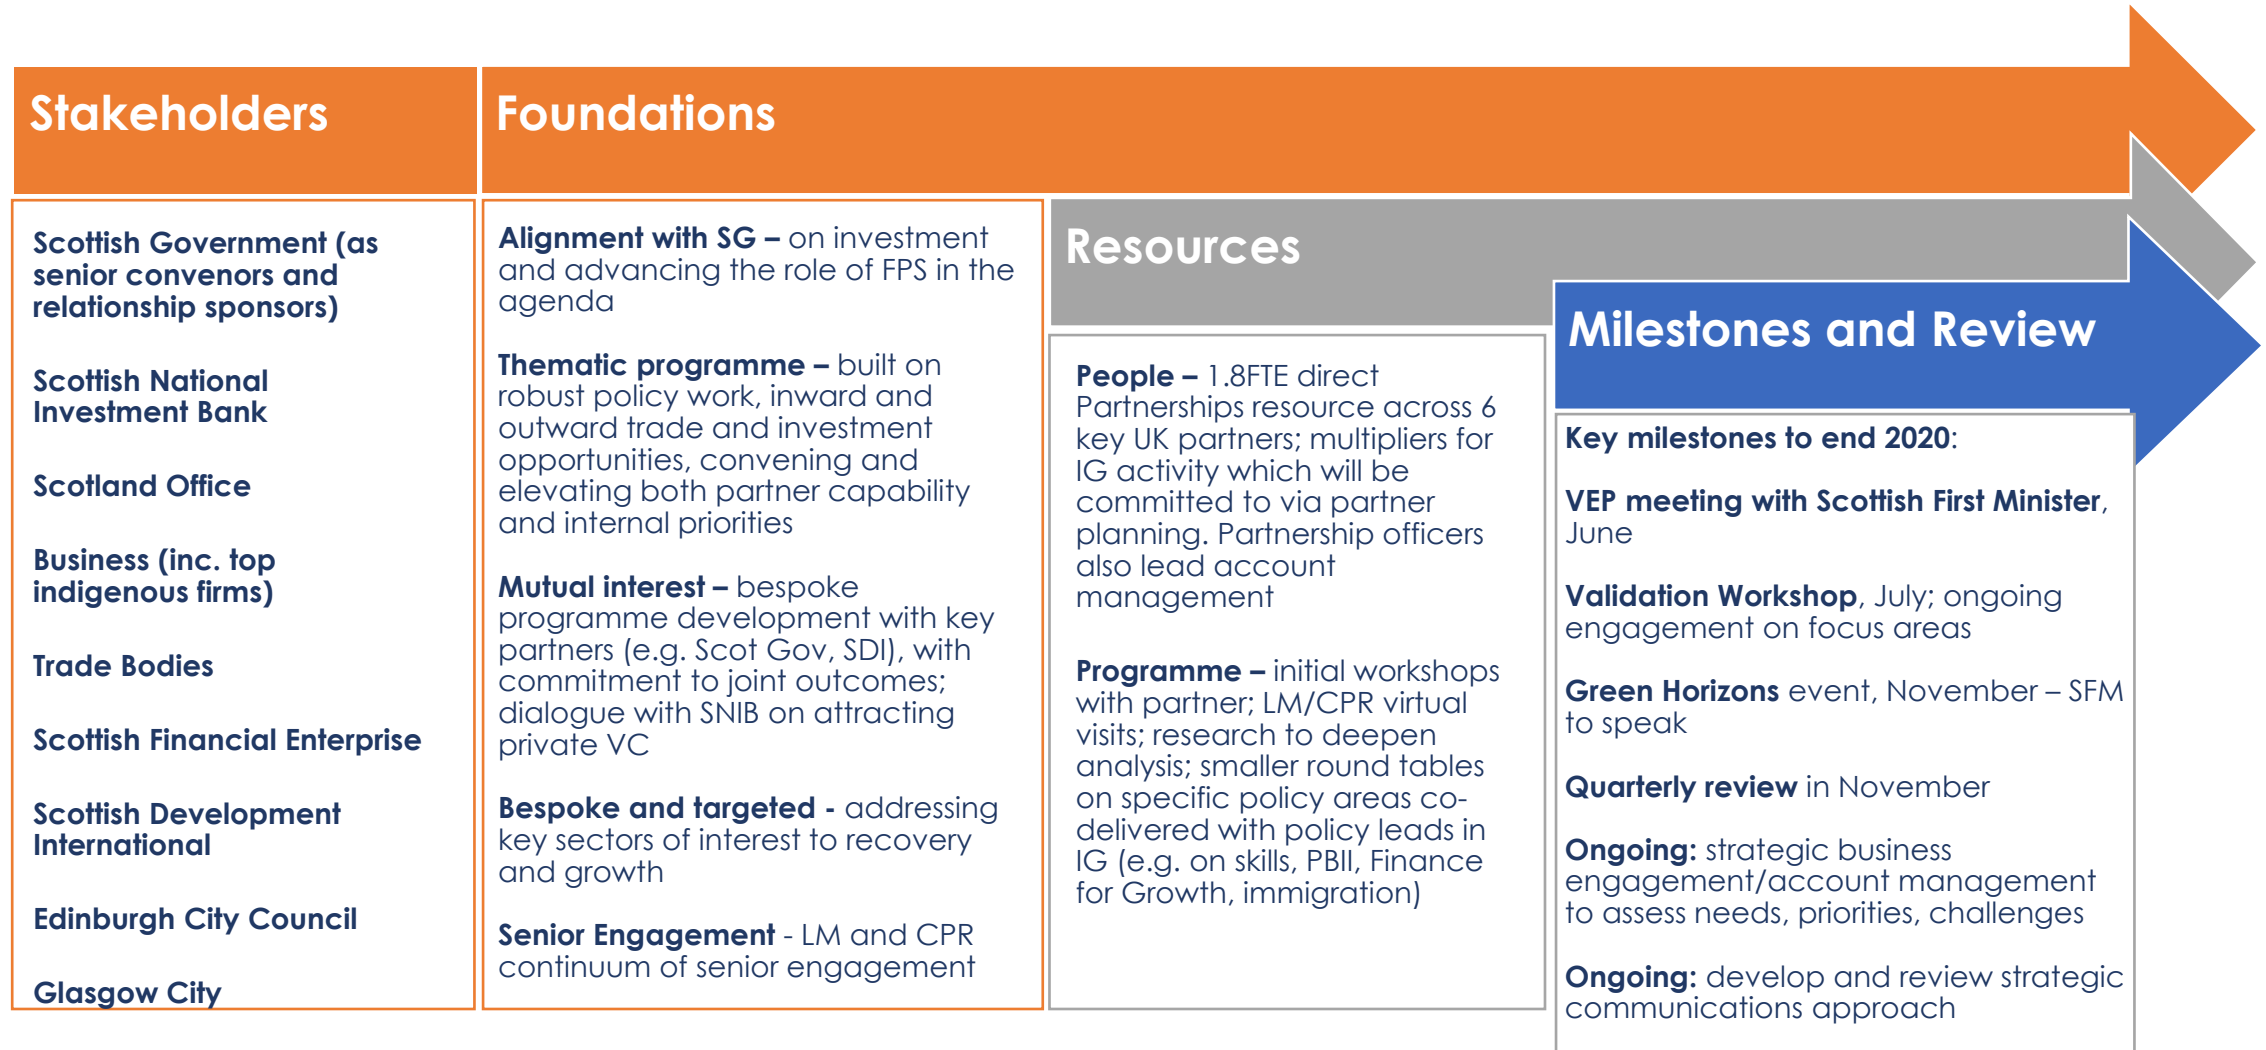 Stakeholders
Scottish Government (as
senior convenors and
relationship sponsors)
Scottish National
Investment Bank
Scotland Office
Business (inc. top
indigenous firms)
Trade Bodies
Scottish Financial Enterprise
Scottish Development
International
Edinburgh City Council
Glasgow City
Foundations
Alignment with SG – on investment
and advancing the role of FPS in the
agenda
Thematic programme – built on
robust policy work, inward and
outward trade and investment
opportunities, convening and
elevating both partner capability
and internal priorities
Mutual interest – bespoke
programme development with key
partners (e.g. Scot Gov, SDI), with
commitment to joint outcomes;
dialogue with SNIB on attracting
private VC
Bespoke and targeted - addressing
key sectors of interest to recovery
and growth
Senior Engagement - LM and CPR
continuum of senior engagement
Resources
People – 1.8FTE direct
Partnerships resource across 6
key UK partners; multipliers for
IG activity which will be
committed to via partner
planning. Partnership officers
also lead account
management
Programme – initial workshops
with partner; LM/CPR virtual
visits; research to deepen
analysis; smaller round tables
on specific policy areas co-
delivered with policy leads in
IG (e.g. on skills, PBII, Finance
for Growth, immigration)
Milestones and Review
Key milestones to end 2020:
VEP meeting with Scottish First Minister,
June
Validation Workshop, July; ongoing
engagement on focus areas
Green Horizons event, November – SFM
to speak
Quarterly review in November
Ongoing: strategic business
engagement/account management
to assess needs, priorities, challenges
Ongoing: develop and review strategic
communications approach